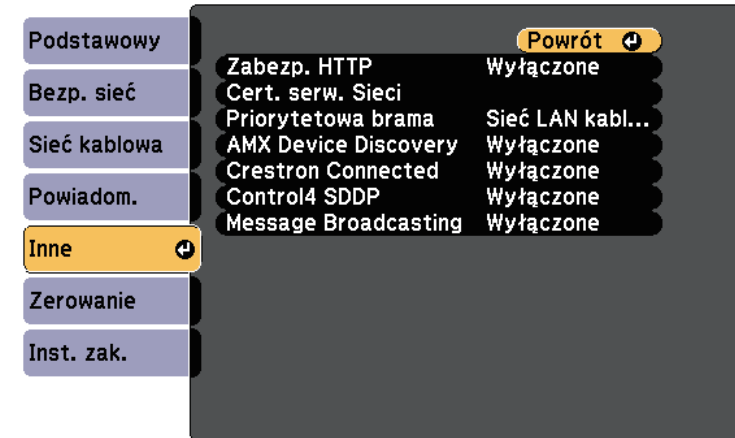 Podstawowy
Bezp. sieć
Sieć kablowa
Powiadom.
Inne
Zerowanie
Inst. zak.
Powrót
Zabezp. HTTP Wyłączone
Cert. serw. Sieci
Priorytetowa brama Sieć LAN kabl...
AMX Device Discovery Wyłączone
Crestron Connected Wyłączone
Control4 SDDP Wyłączone
Message Broadcasting Wyłączone